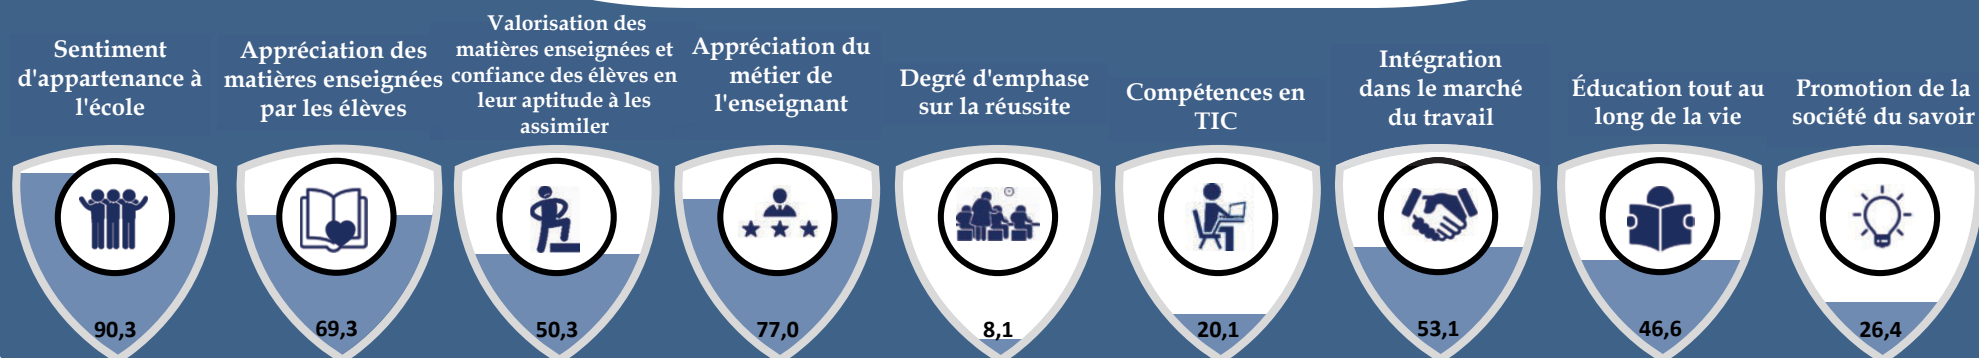 Sentiment
d'appartenance à
l'école
90,3
Appréciation des
matières enseignées
par les élèves
69,3
Valorisation des
matières enseignées et
confiance des élèves en
leur aptitude à les
assimiler
50,3
Appréciation du
métier de
l'enseignant
77,0
Degré d'emphase
sur la réussite
8,1
Compétences en
TIC
20,1
Intégration
dans le marché
du travail
53,1
Éducation tout au
long de la vie
46,6
Promotion de la
société du savoir
26,4